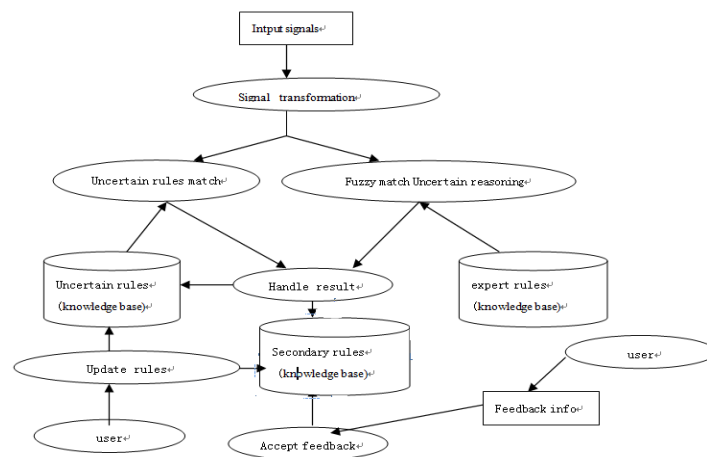 Intput signals
Signal transformation
Uncertain rules match
Fuzzy match Uncertain reasoning
Uncertain rules
(knowledge base)
Handle result
expert rules
(knowledge base)
Secondary rules
(knowledge base)
user
Update rules
Feedback info
user
Accept feedback